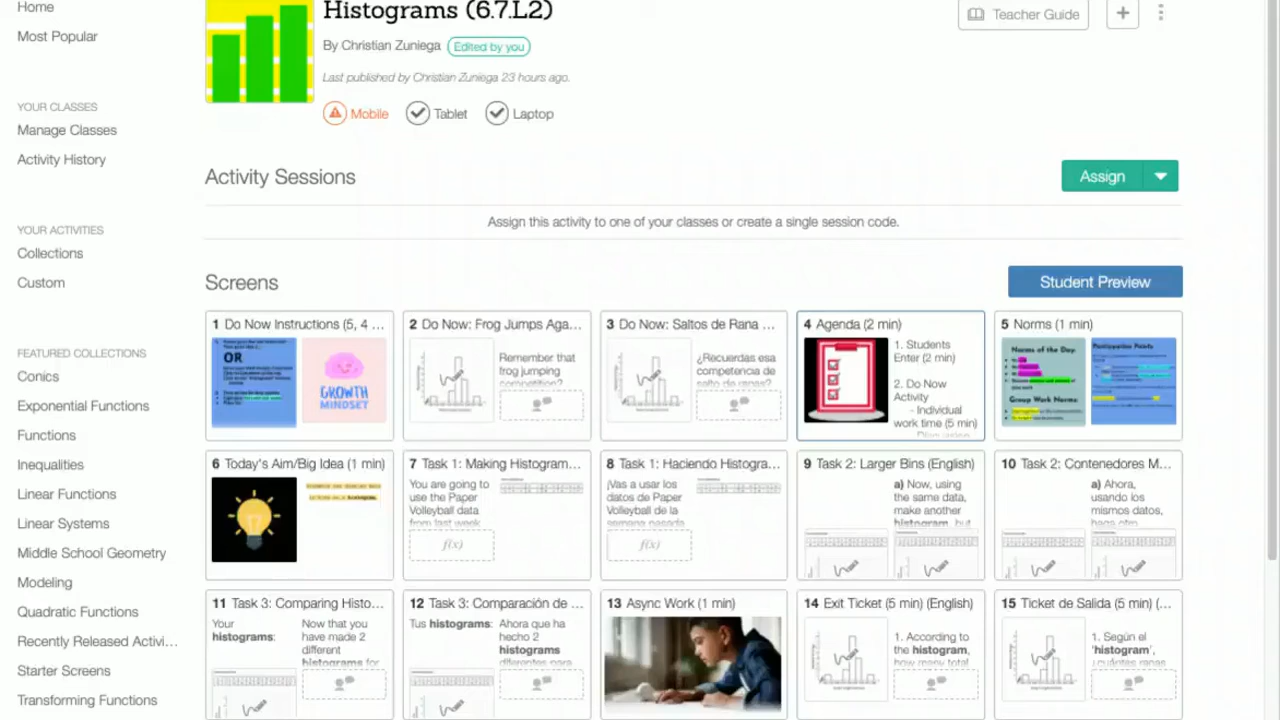 Home
Most Popular
YOUR CLASSES
Manage Classes
Activity History
YOUR ACTIVITIES
Collections
Custom
FEATURED COLLECTIONS
Conics
Exponential Functions
Functions
Inequalities
Linear Functions
Linear Systems
Middle School Geometry
Modeling
Quadratic Functions
Recently Released Activi...
Starter Screens
Transforming Functions
Histograms (6.7.L2)
By Christian Zuniega Edited by you
Last published by Christian Zuniega 23 hours ago.
Mobile Tablet Laptop
Teacher Guide
+
Activity Sessions
Assign
Assign this activity to one of your classes or create a single session code.
Screens
Student Preview
1 Do Now Instructions (5, 4 ...
OR
GROWTH
MINDSET
2 Do Now: Frog Jumps Aga...
Remember that
frog jumping
competition?
3 Do Now: Saltos de Rana ...
¿Recuerdas esa
competencia de
salto de ranas?
4 Agenda (2 min)
1. Students
Enter (2 min)
2. Do Now
Activity
- Individual
work time (5 min)
5 Norms (1 min)
Norms of the Day:
Group Work Norms:
Participation Points
6 Today's Aim/Big Idea (1 min)
7 Task 1: Making Histogram...
You are going to
use the Paper
Volleyball data
from last week
f(x)
8 Task 1: Haciendo Histogra...
¡Vas a usar los
datos de Paper
Volleyball de la
semana pasada
f(x)
9 Task 2: Larger Bins (English)
a) Now, using
the same data,
make another
histogram, but
10 Task 2: Contenedores M...
a) Ahora,
usando los
mismos datos,
haga otro
11 Task 3: Comparing Histo...
Your
histograms:
Now that you
have made 2
different
histograms for
12 Task 3: Comparación de ...
Tus histograms:
Ahora que ha
hecho 2
histograms
diferentes para
13 Async Work (1 min)
14 Exit Ticket (5 min) (English)
1. According to
the histogram,
how many total
15 Ticket de Salida (5 min) (...
1. Según el
'histogram',
¿cuántas ranas